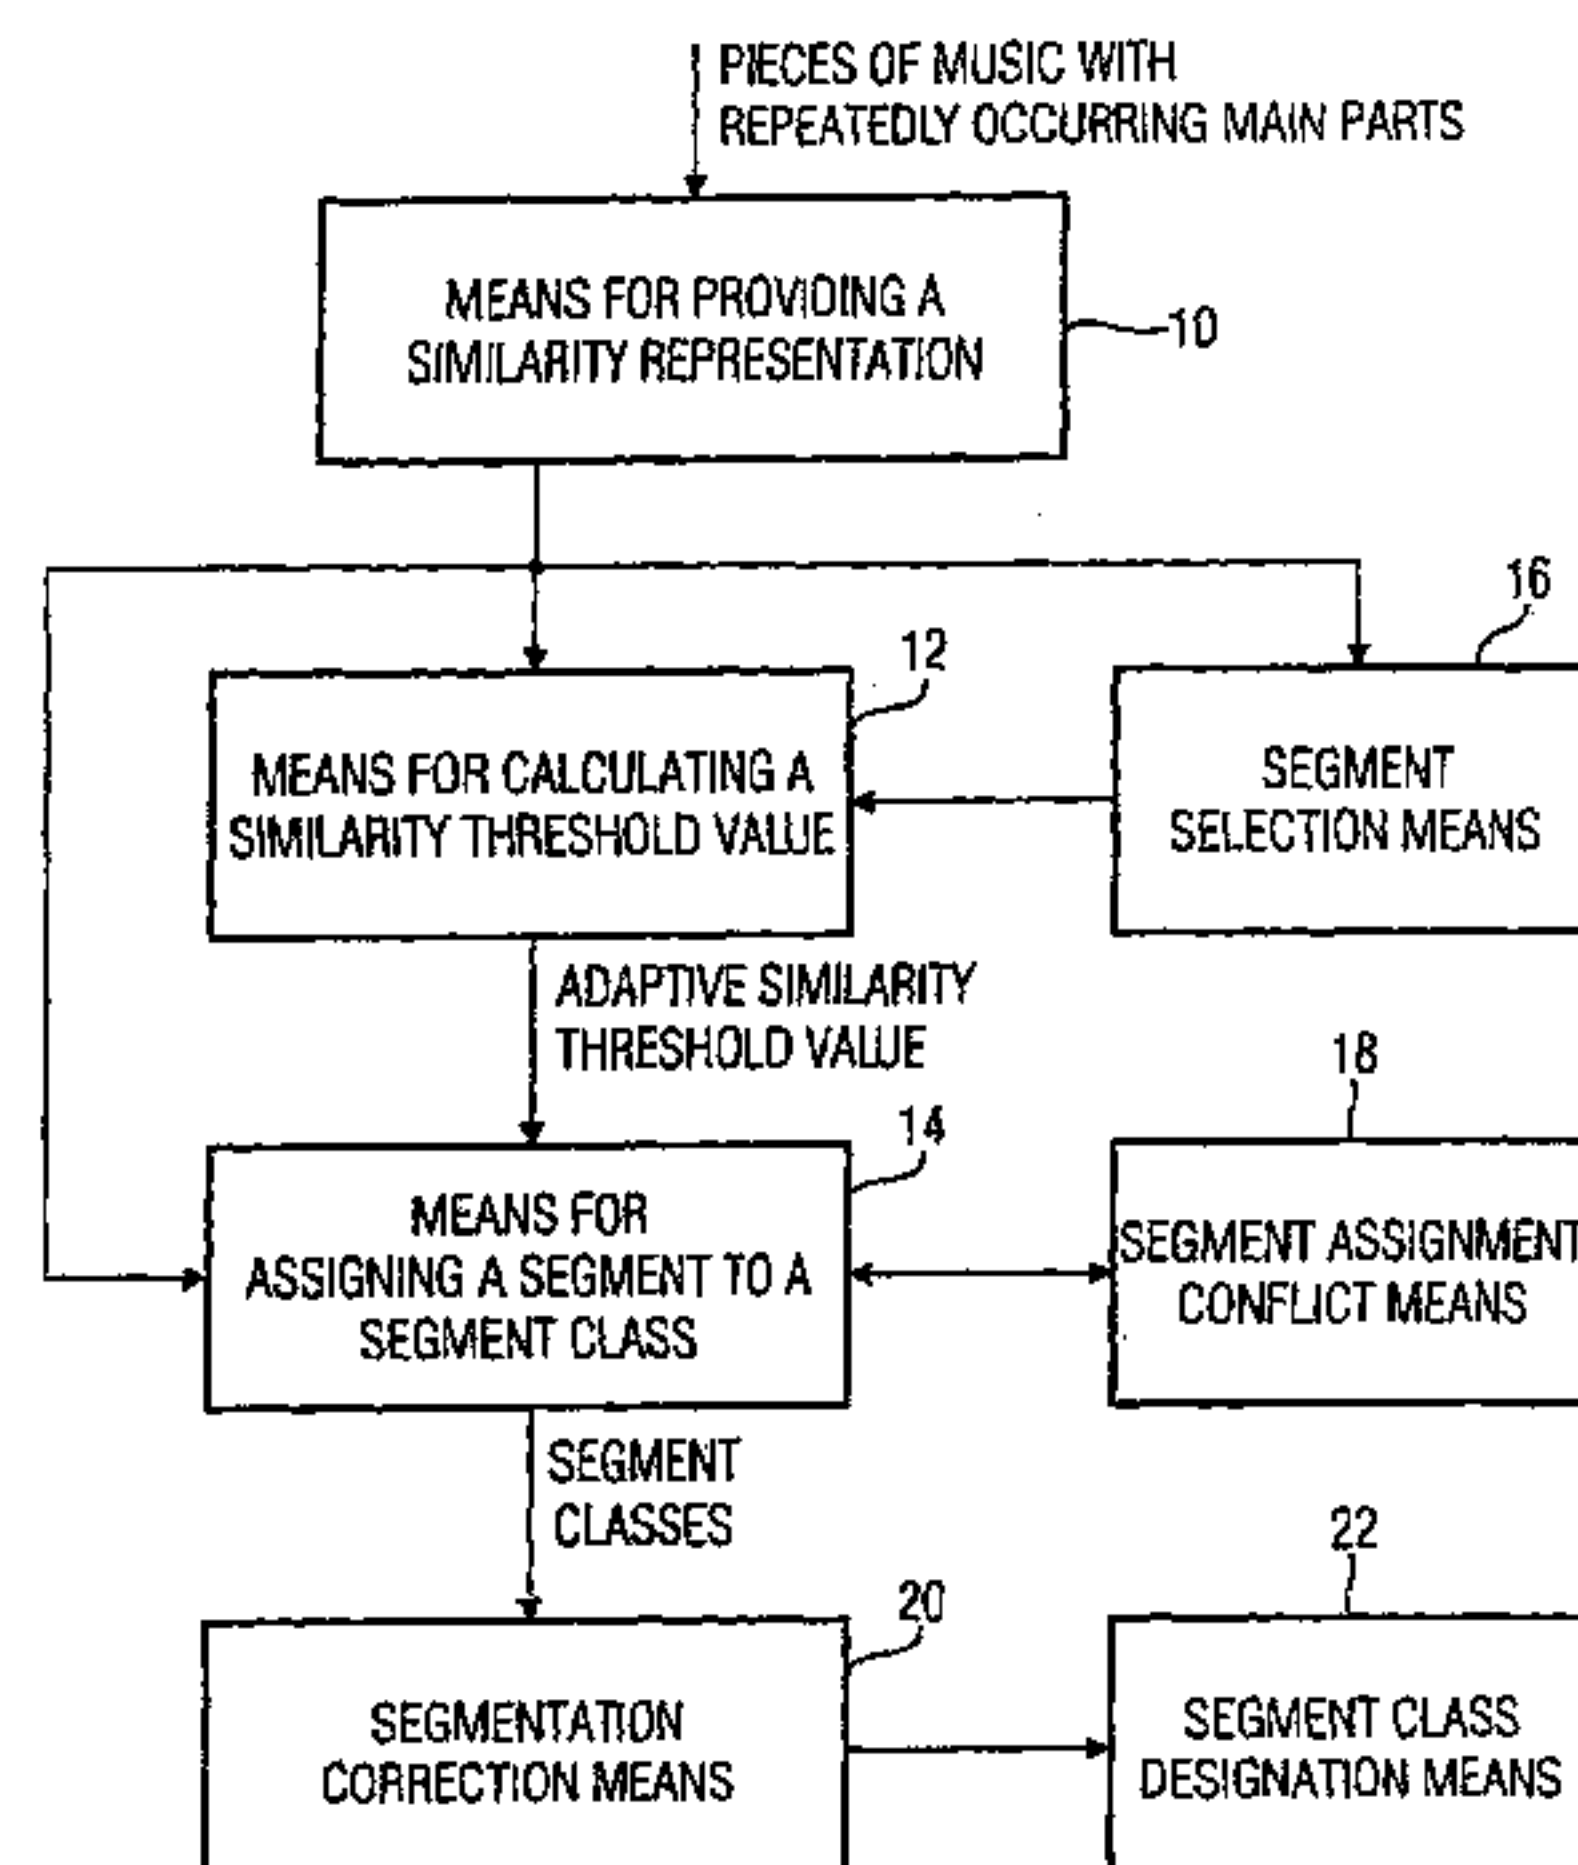 PIECES OF MUSIC WITH
REPEATEDLY OCCURRING MAIN PARTS
MEANS FOR PROVIDING A
SIMILARITY REPRESENTATION
10
16
12
MEANS FOR CALCULATING A
SIMILARITY THRESHOLD VALUE
SEGMENT
SELECTION MEANS
ADAPTIVE SIMILARITY
THRESHOLD VALUE
18
14
MEANS FOR
ASSIGNING A SEGMENT TO A
SEGMENT CLASS
SEGMENT ASSIGNMENT
CONFLICT MEANS
SEGMENT
CLASSES
22
20
SEGMENTATION
CORRECTION MEANS
SEGMENT CLASS
DESIGNATION MEANS